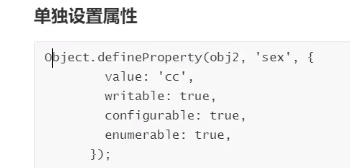 单独设置属性
Object.defineProperty(obj2, 'sex', {
value: 'cc',
writable: true,
configurable: true,
enumerable: true,
});